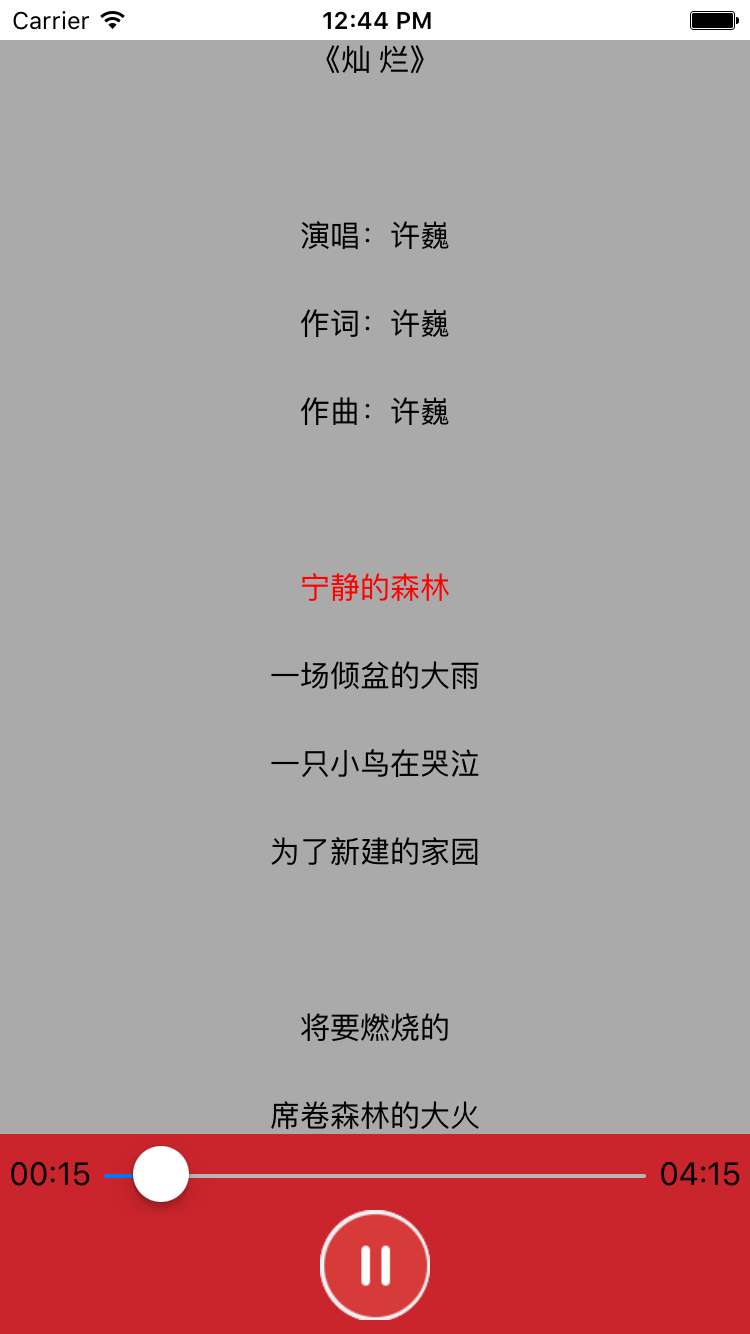 Carrier 12:44 PM
《灿 烂》
演唱：许巍
作词：许巍
作曲：许巍
宁静的森林
一场倾盆的大雨
一只小鸟在哭泣
为了新建的家园
将要燃烧的
席卷森林的大火
00:15 04:15